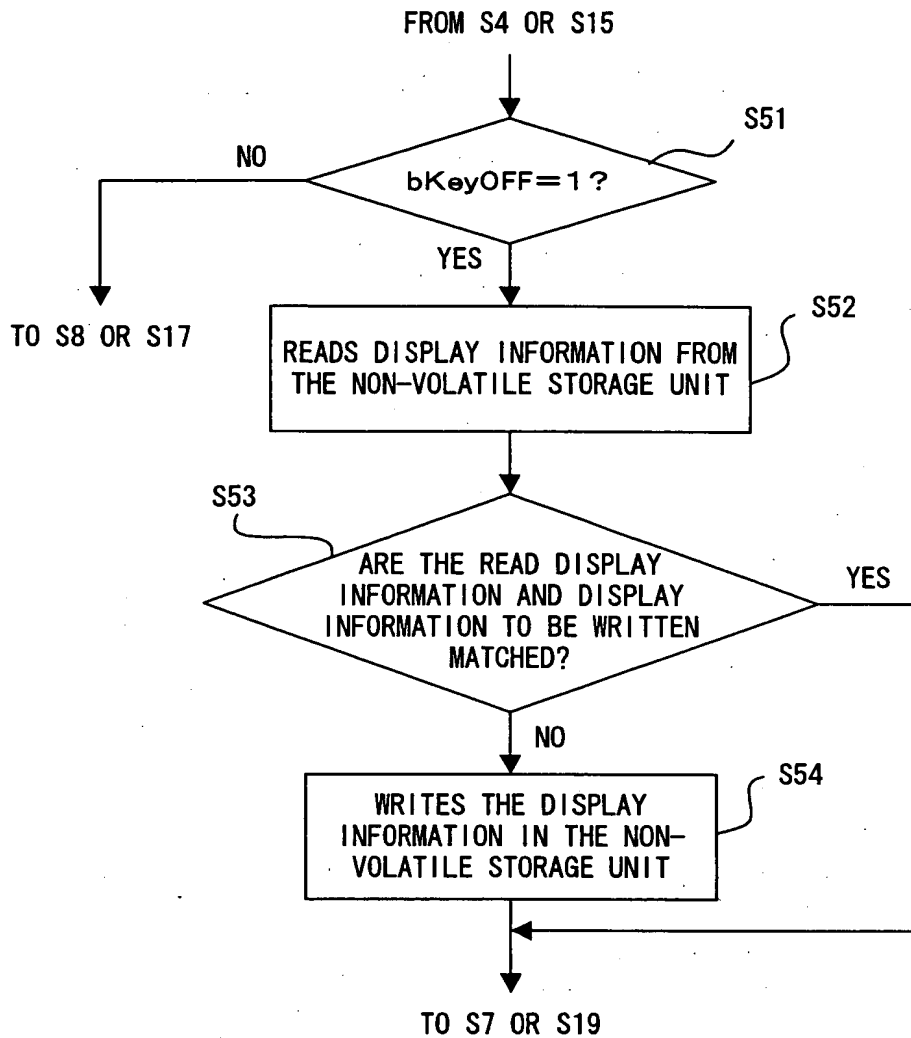 FROM S4 OR S15
S51
NO
bKeyOFF=1?
YES
S52
TO S8 OR S17
READS DISPLAY INFORMATION FROM
THE NON-VOLATILE STORAGE UNIT
S53
ARE THE READ DISPLAY
INFORMATION AND DISPLAY
INFORMATION TO BE WRITTEN
MATCHED?
YES
NO
S54
WRITES THE DISPLAY
INFORMATION IN THE NON-
VOLATILE STORAGE UNIT
TO S7 OR S19